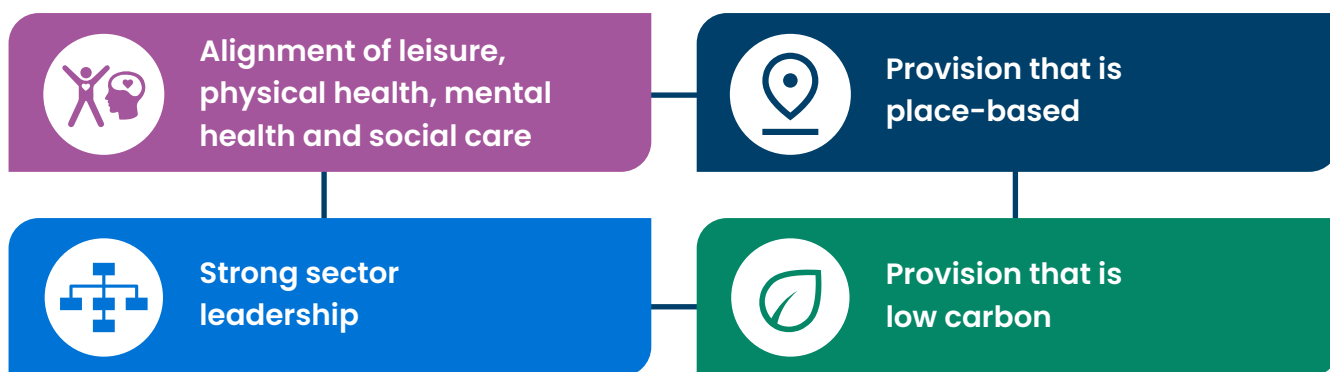 Alignment of leisure,
physical health, mental
health and social care
Provision that is
place-based
Strong sector
leadership
Provision that is
low carbon